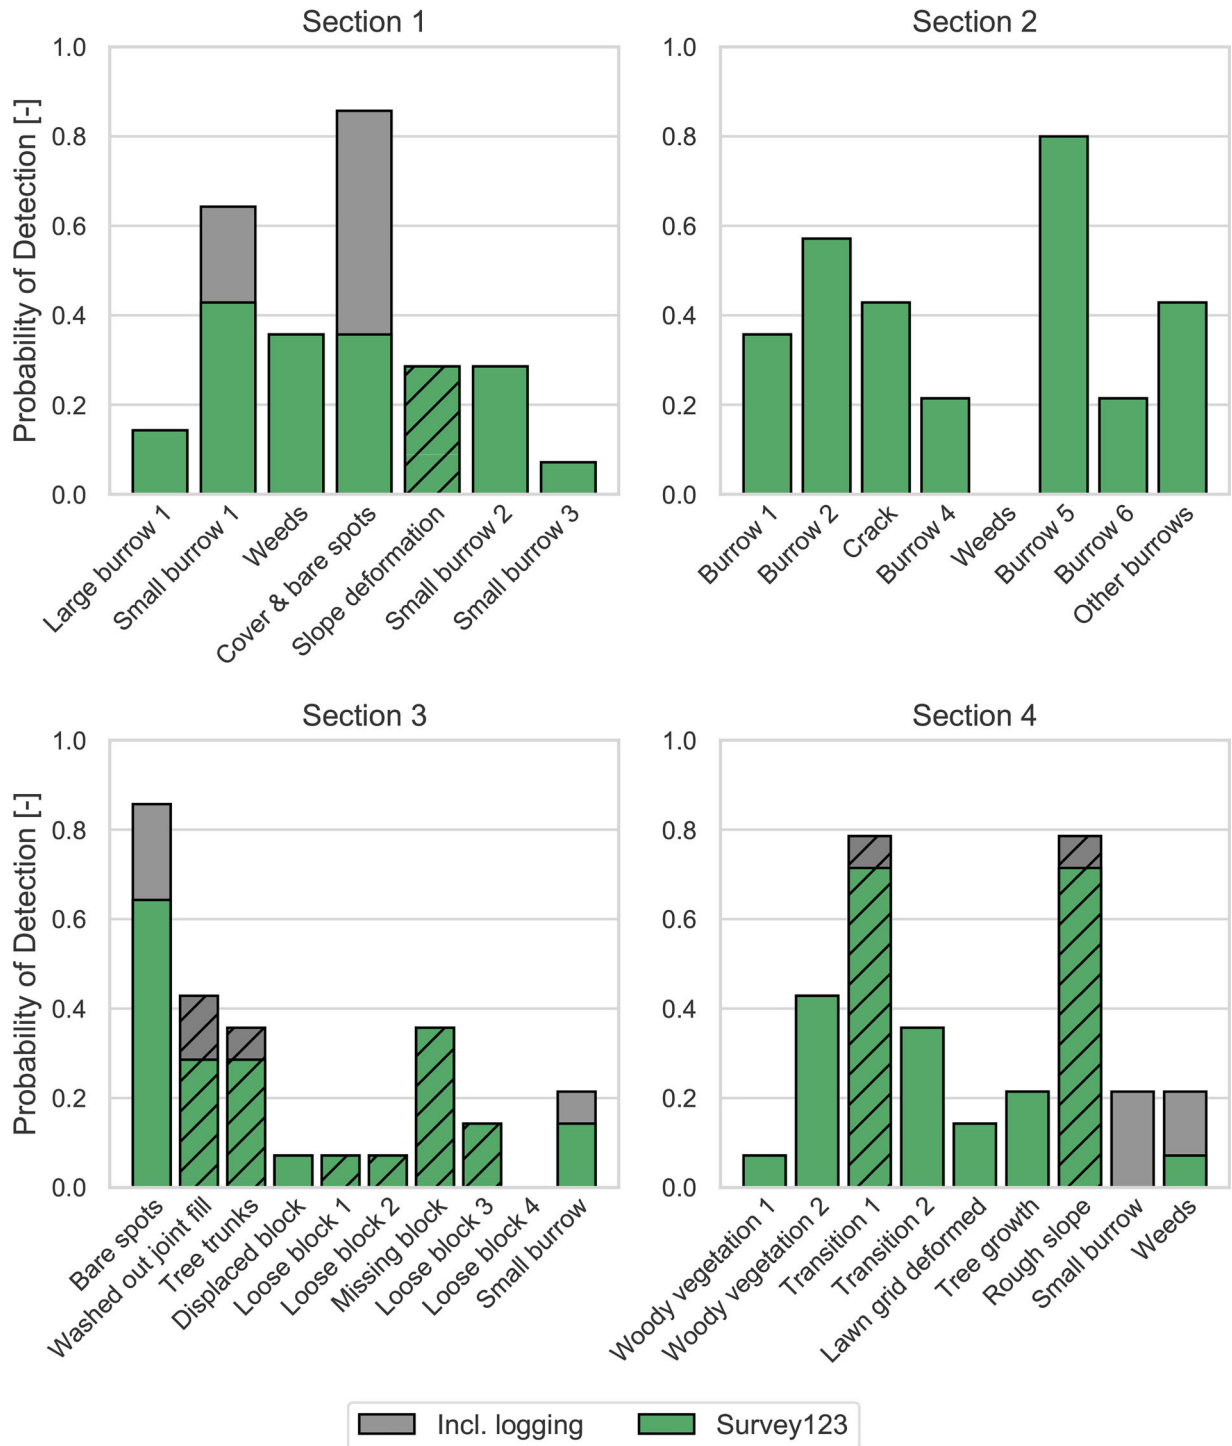 Section 1
Section 2
Probability of Detection [-]
1.0
0.8
0.6
0.4
0.2
0.0
Large burrow 1
Small burrow 1
Weeds
Cover & bare spots
Slope deformation
Small burrow 2
Small burrow 3
1.0
0.8
0.6
0.4
0.2
0.0
Burrow 1
Burrow 2
Crack
Burrow 4
Weeds
Burrow 5
Burrow 6
Other burrows
Section 3
Section 4
Probability of Detection [-]
1.0
0.8
0.6
0.4
0.2
0.0
Bare spots
Washed out joint fill
Tree trunks
Displaced block
Loose block 1
Loose block 2
Missing block
Loose block 3
Loose block 4
Small burrow
1.0
0.8
0.6
0.4
0.2
0.0
Woody vegetation 1
Woody vegetation 2
Transition 1
Transition 2
Lawn grid deformed
Tree growth
Rough slope
Small burrow
Weeds
Incl. logging
Survey123